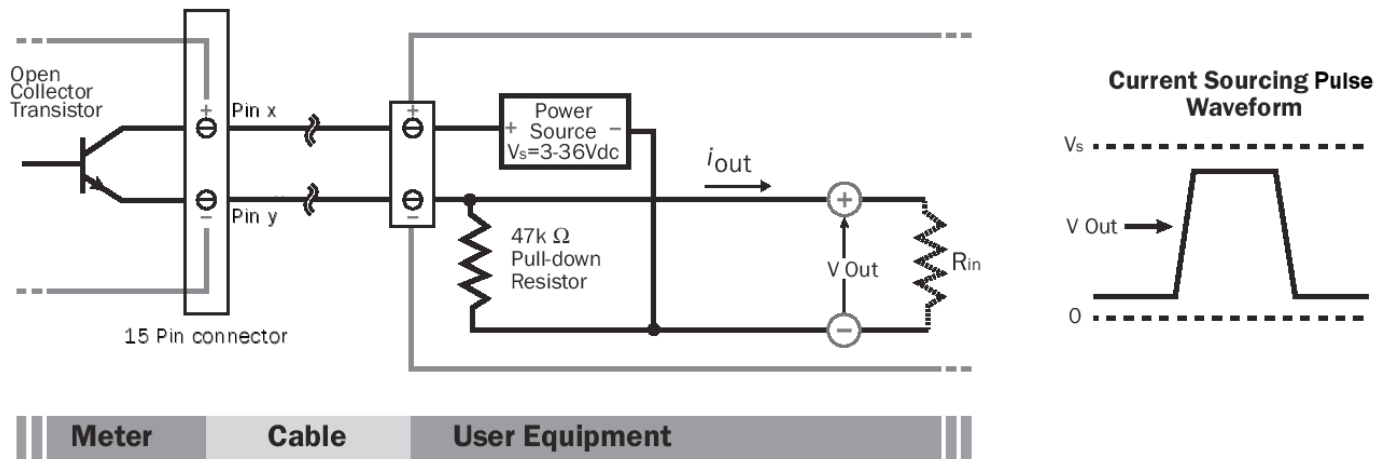 Open
Collector
Transistor
+
Pin x
−
Pin y
15 Pin connector
+
−
Power
+ Source −
Vs=3-36Vdc
iout
47k Ω
Pull-down
Resistor
+
V Out
−
Rin
Current Sourcing Pulse
Waveform
Vs
V Out
0
Meter
Cable
User Equipment